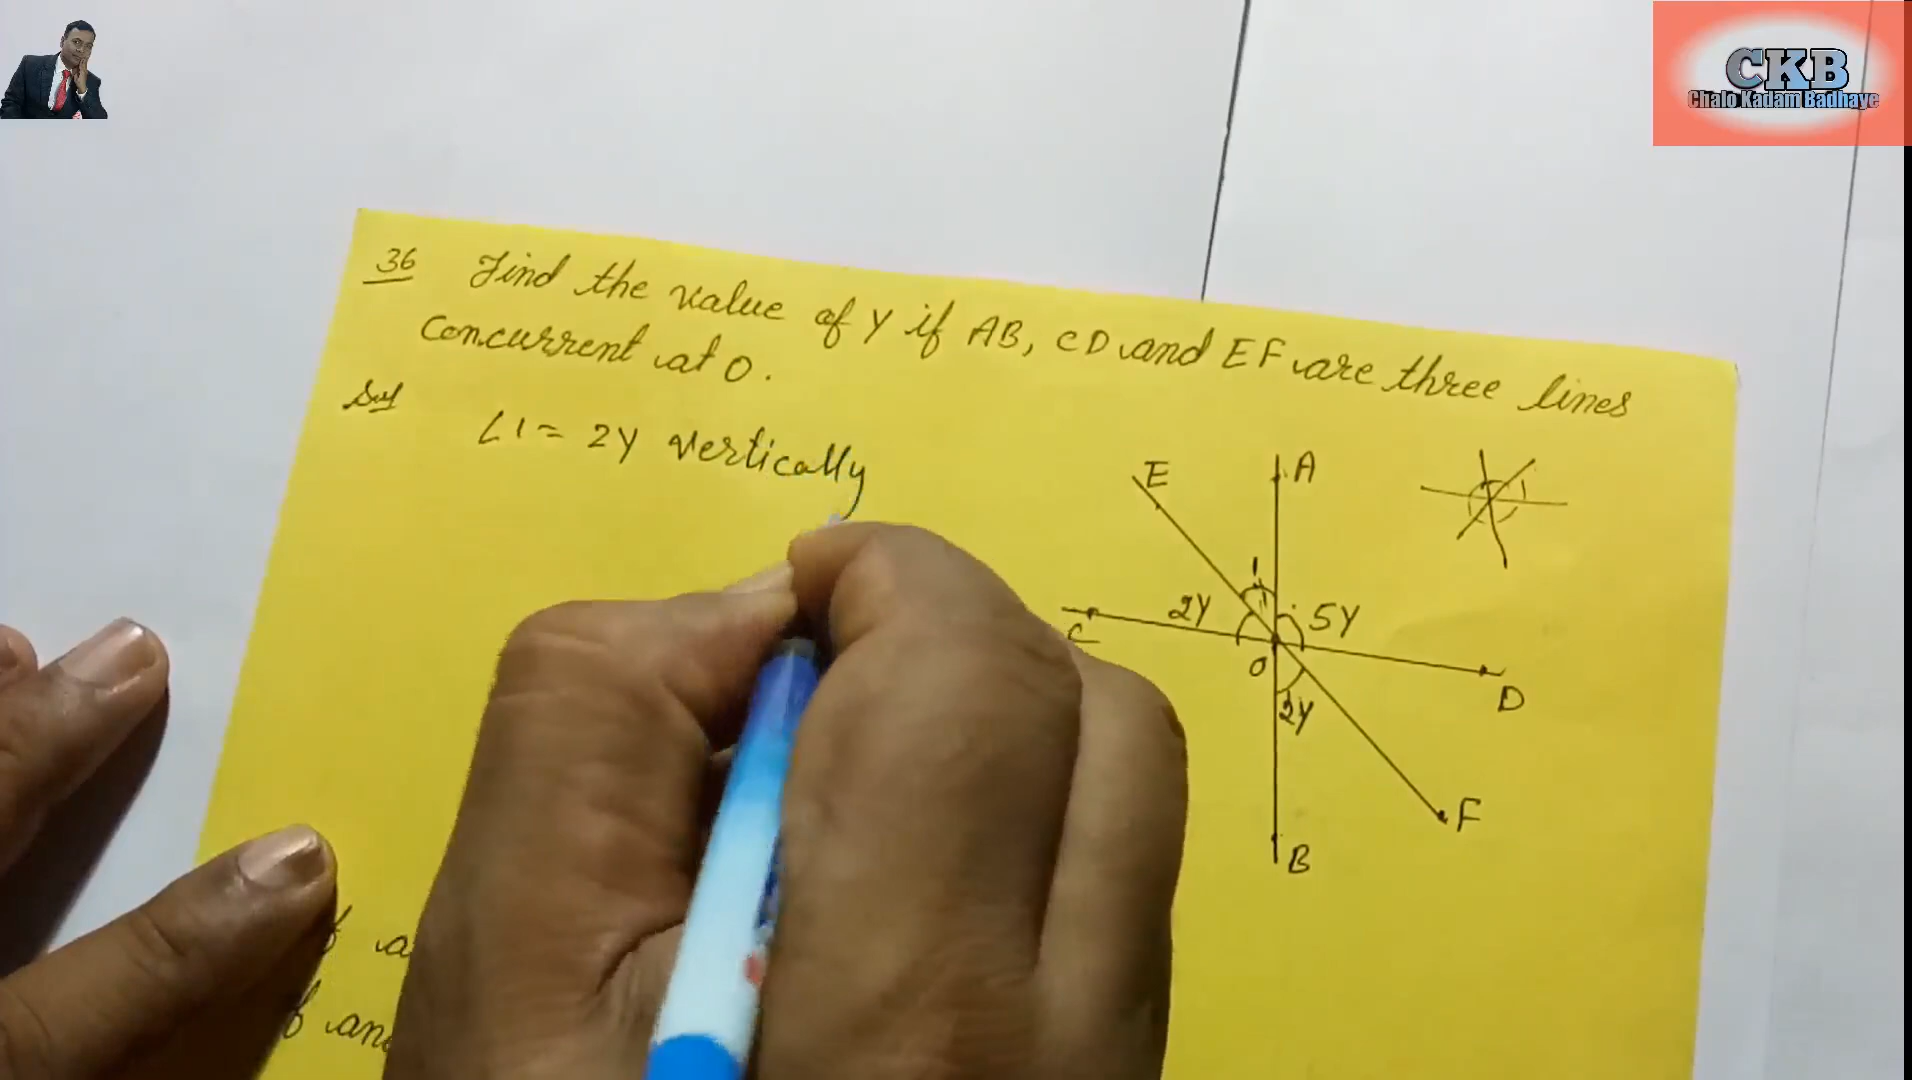 CKB
Chalo Kadam Badhaye
36 Find the value of Y if AB, CD and EF are three lines
concurrent at O.
Sol
∠1 = 2Y vertically
E
A
1
2Y
5Y
C
O
D
2Y
F
B